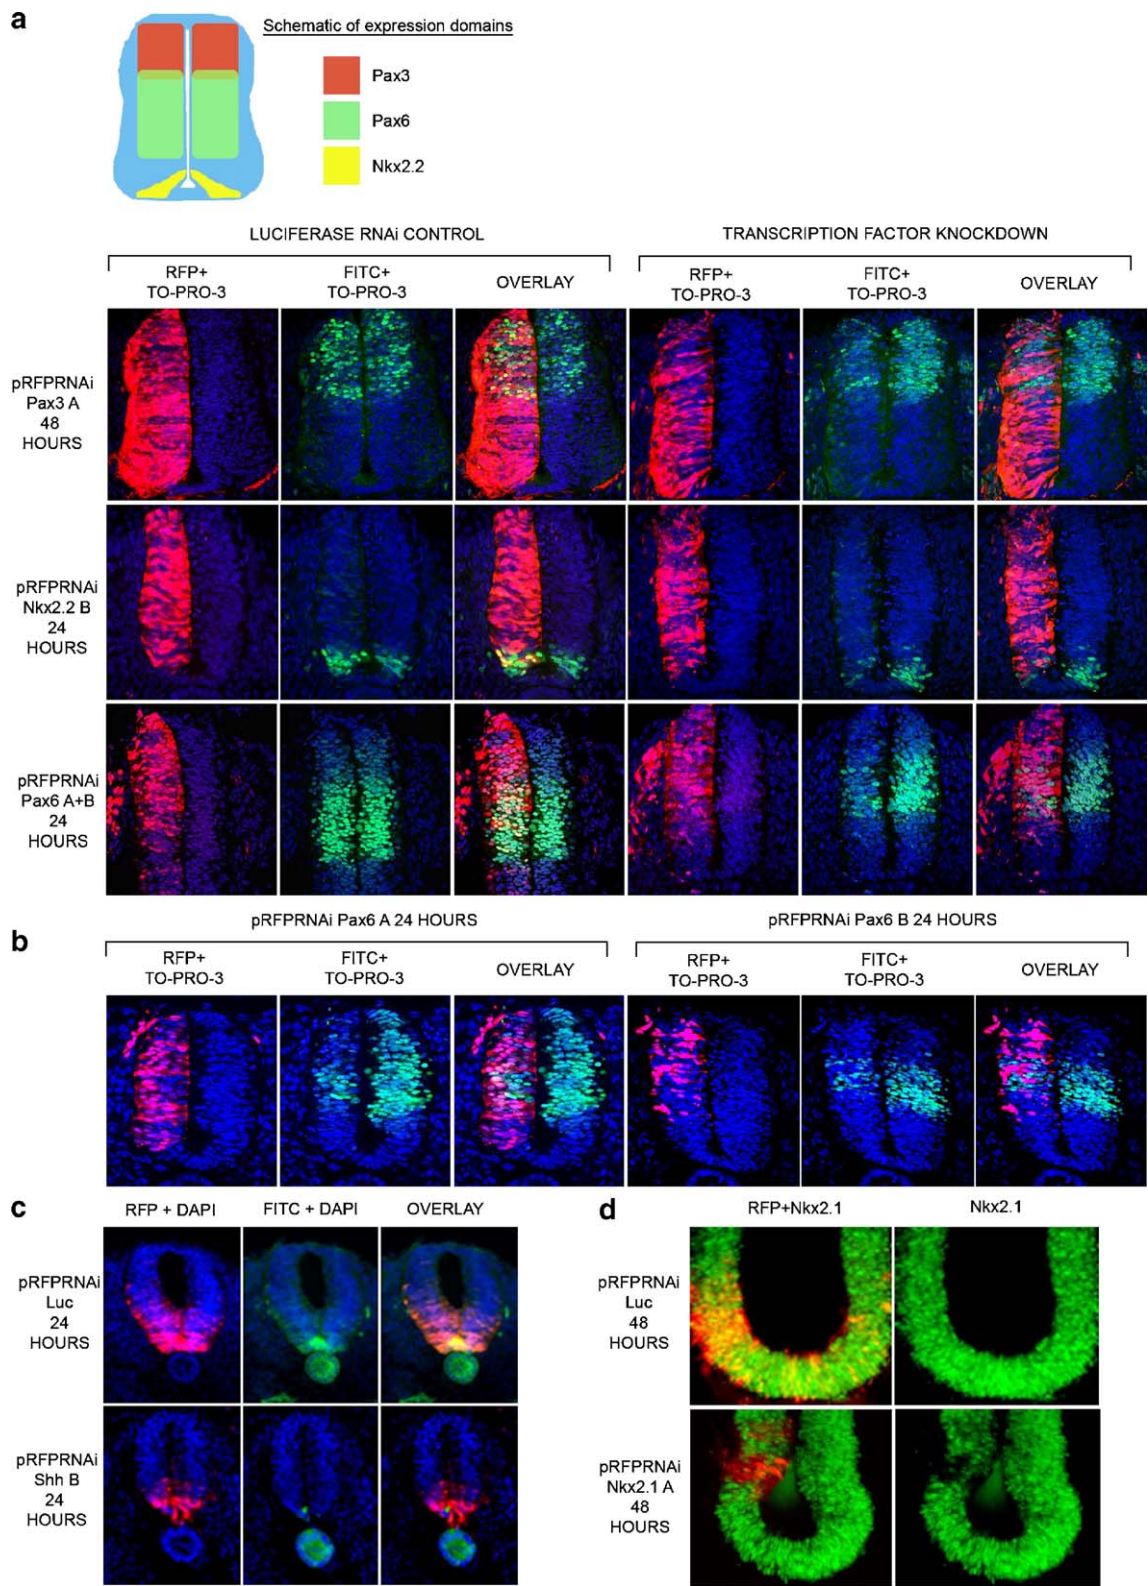 a
Schematic of expression domains
Pax3
Pax6
Nkx2.2
LUCIFERASE RNAi CONTROL
TRANSCRIPTION FACTOR KNOCKDOWN
RFP+
TO-PRO-3
FITC+
TO-PRO-3
OVERLAY
RFP+
TO-PRO-3
FITC+
TO-PRO-3
OVERLAY
pRFPRNAi
Pax3 A
48
HOURS
pRFPRNAi
Nkx2.2 B
24
HOURS
pRFPRNAi
Pax6 A+B
24
HOURS
b
pRFPRNAi Pax6 A 24 HOURS
pRFPRNAi Pax6 B 24 HOURS
RFP+
TO-PRO-3
FITC+
TO-PRO-3
OVERLAY
RFP+
TO-PRO-3
FITC+
TO-PRO-3
OVERLAY
c
RFP + DAPI
FITC + DAPI
OVERLAY
pRFPRNAi
Luc
24
HOURS
pRFPRNAi
Shh B
24
HOURS
d
RFP+Nkx2.1
Nkx2.1
pRFPRNAi
Luc
48
HOURS
pRFPRNAi
Nkx2.1 A
48
HOURS